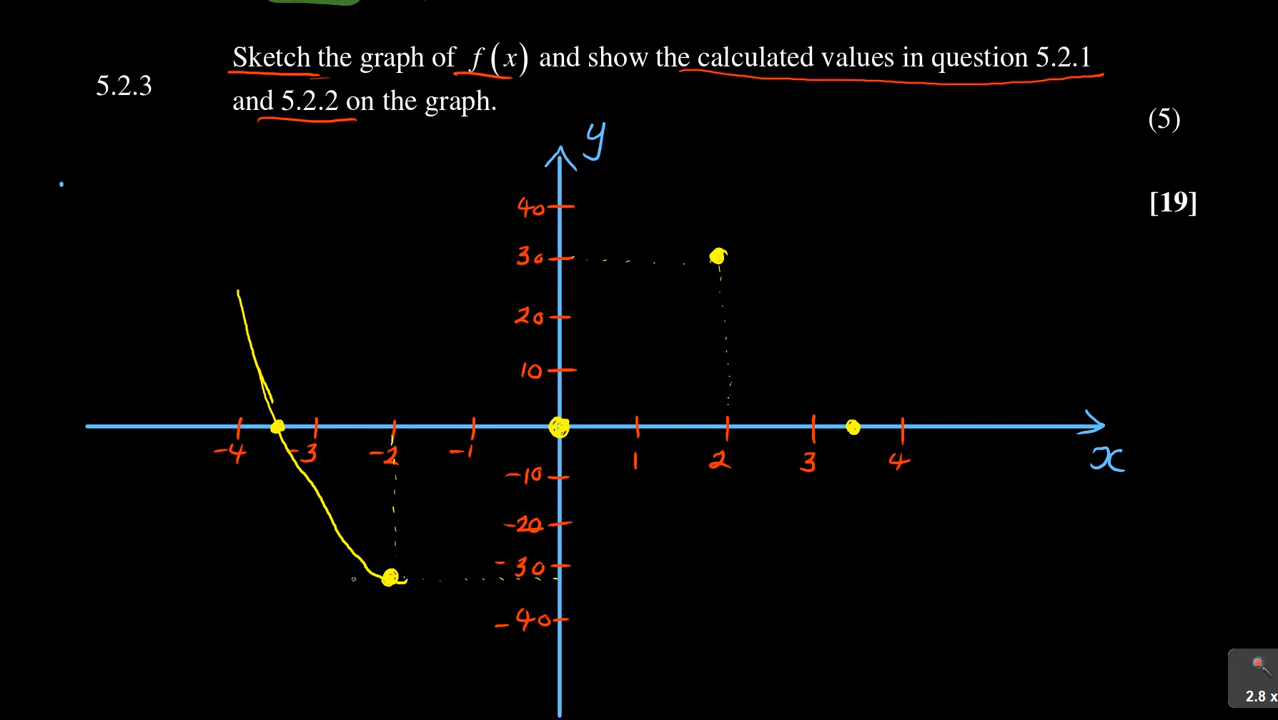 Sketch the graph of f(x) and show the calculated values in question 5.2.1
5.2.3
and 5.2.2 on the graph.
(5)
[19]
y
40
30
20
10
-4 -3 -2 -1 1 2 3 4
x
-10
-20
-30
-40
2.8 x